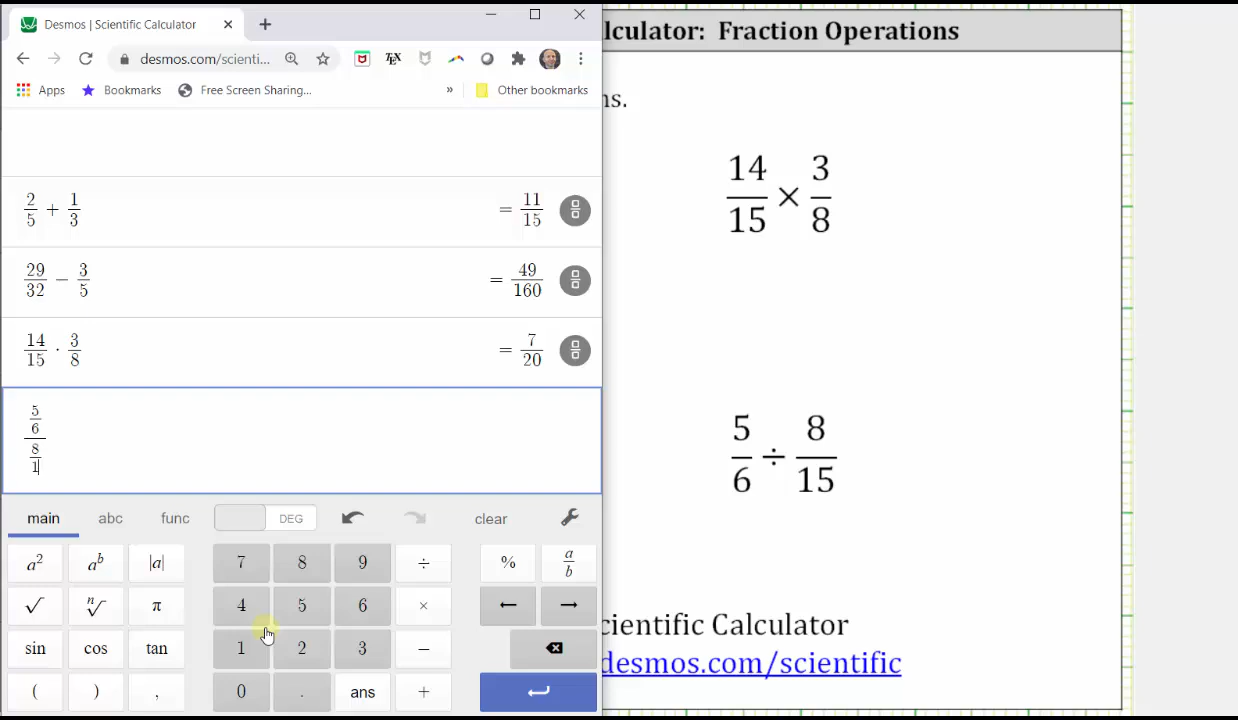 Desmos | Scientific Calculator
desmos.com/scienti...
Apps Bookmarks Free Screen Sharing... » Other bookmarks
2/5 + 1/3 = 11/15
29/32 − 3/5 = 49/160
14/15 · 3/8 = 7/20
5/6 / 8/1
main abc func DEG clear
a² aᵇ |a| 7 8 9 ÷ % a/b
√ ⁿ√ π 4 5 6 × ← →
sin cos tan 1 2 3 −
( ) , 0 . ans +
lculator: Fraction Operations
ns.
14/15 × 3/8
5/6 ÷ 8/15
cientific Calculator
desmos.com/scientific